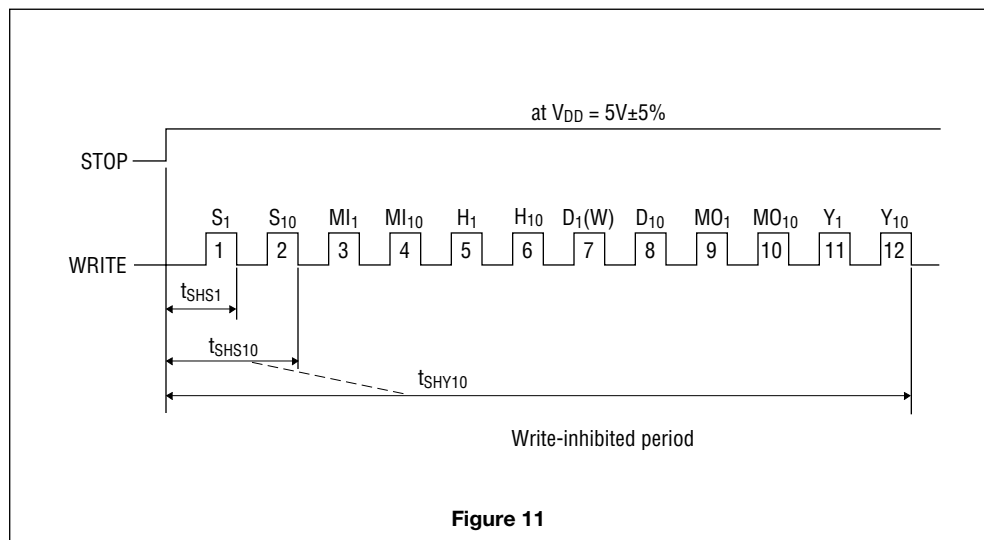 at VDD = 5V±5%
STOP
S1 S10 MI1 MI10 H1 H10 D1(W) D10 MO1 MO10 Y1 Y10
WRITE 1 2 3 4 5 6 7 8 9 10 11 12
tSHS1
tSHS10
tSHY10
Write-inhibited period
Figure 11